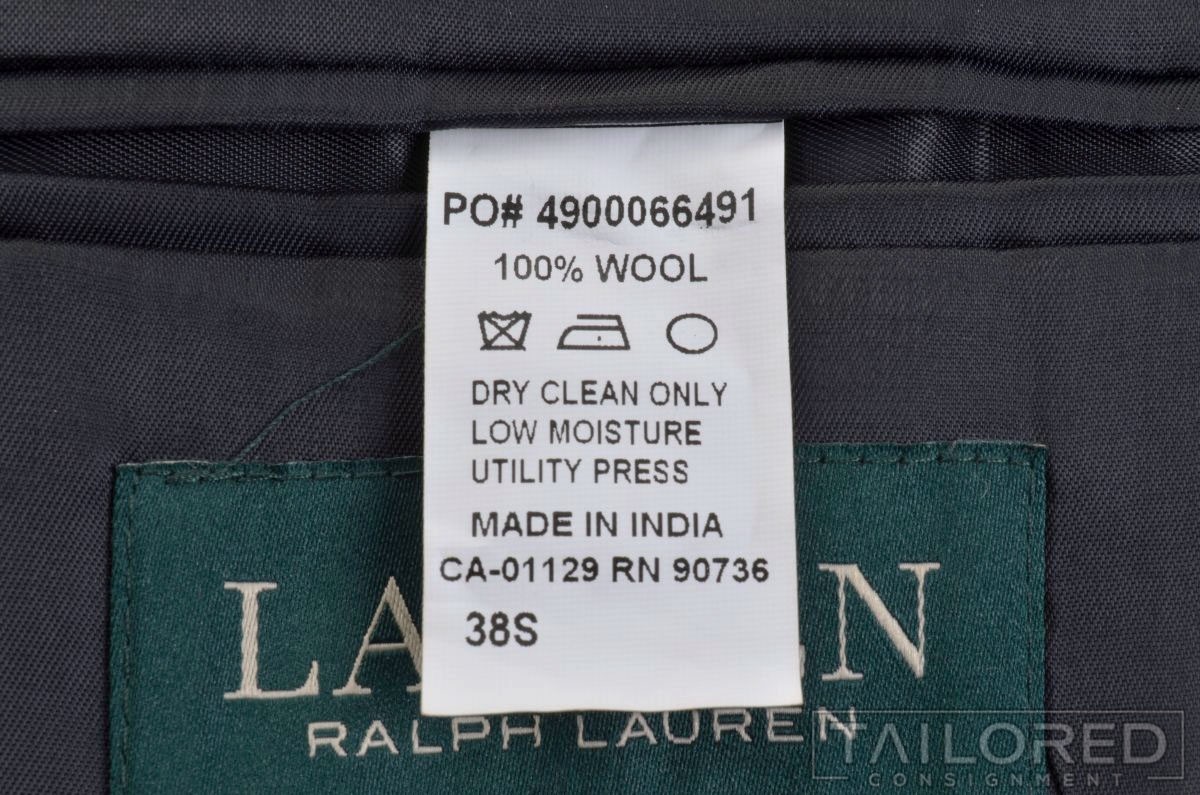 PO# 4900066491
100% WOOL
DRY CLEAN ONLY
LOW MOISTURE
UTILITY PRESS
MADE IN INDIA
CA-01129 RN 90736
38S
RALPH LAUREN
TAILORED
CONSIGNMENT